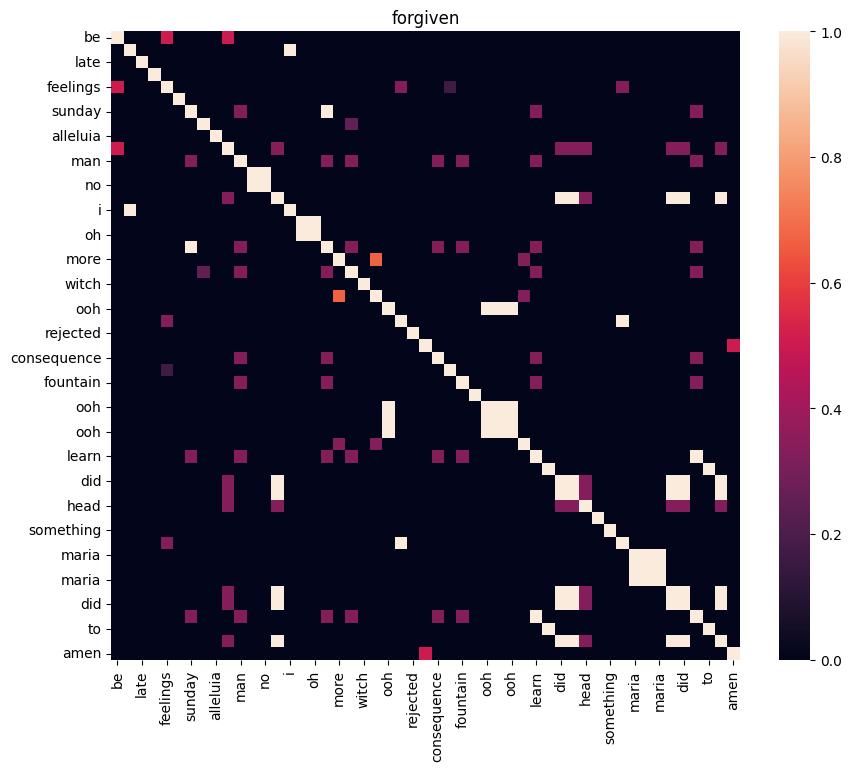 forgiven
be
late
feelings
sunday
alleluia
man
no
i
oh
more
witch
ooh
rejected
consequence
fountain
ooh
ooh
learn
did
head
something
maria
maria
did
to
amen
be
late
feelings
sunday
alleluia
man
no
i
oh
more
witch
ooh
rejected
consequence
fountain
ooh
ooh
learn
did
head
something
maria
maria
did
to
amen
1.0
0.8
0.6
0.4
0.2
0.0